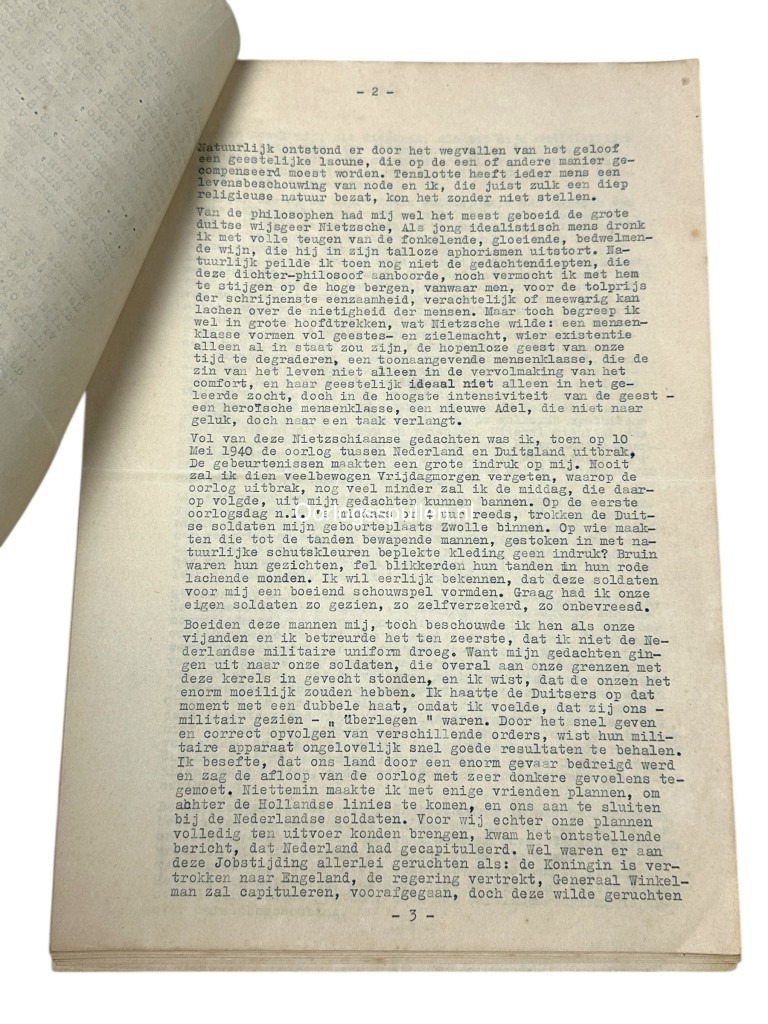 - 2 -
Natuurlijk ontstond er door het wegvallen van het geloof
een geestelijke lacune, die op de een of andere manier ge-
compenseerd moest worden. Tenslotte heeft ieder mens een
levensbeschouwing van node en ik, die juist zulk een diep
religieuse natuur bezat, kon het zonder niet stellen.
Van de philosophen had mij wel het meest geboeid de grote
duitse wijsgeer Nietzsche, Als jong idealistisch mens dronk
ik met volle teugen van de fonkelende, gloeiende, bedwelmen-
de wijn, die hij in zijn talloze aphorismen uitstort. Na-
tuurlijk peilde ik toen nog niet de gedachtendiepten, die
deze dichter-philosoof aanboorde, noch vermocht ik met hem
te stijgen op de hoge bergen, vanwaar men, voor de tolprijs
der schrijnenste eenzaamheid, verachtelijk of meewarig kan
lachen over de nietigheid der mensen. Maar toch begreep ik
wel in grote hoofdtrekken, wat Nietzsche wilde: een mensen-
klasse vormen vol geestes- en zielemacht, wier existentie
alleen al in staat zou zijn, de hopenloze geest van onze
tijd te degraderen, een toonaangevende mensenklasse, die de
zin van het leven niet alleen in de vervolmaking van het
comfort, en haar geestelijk ideaal niet alleen in het ge-
leerde zocht, doch in de hoogste intensiviteit van de geest -
een heroïsche mensenklasse, een nieuwe Adel, die niet naar
geluk, doch naar een taak verlangt.
Vol van deze Nietzschiaanse gedachten was ik, toen op 10
Mei 1940 de oorlog tussen Nederland en Duitsland uitbrak,
De gebeurtenissen maakten een grote indruk op mij. Nooit
zal ik dien veelbewogen Vrijdagmorgen vergeten, waarop de
oorlog uitbrak, nog veel minder zal ik de middag, die daar-
op volgde, uit mijn gedachten kunnen bannen. Op de eerste
oorlogsdag n.l. uur reeds, trokken de Duit-
se soldaten mijn geboorteplaats Zwolle binnen. Op wie maak-
ten die tot de tanden bewapende mannen, gestoken in met na-
tuurlijke schutskleuren beplekte kleding geen indruk? Bruin
waren hun gezichten, fel blikkerden hun tanden in hun rode
lachende monden. Ik wil eerlijk bekennen, dat deze soldaten
voor mij een boeiend schouwspel vormden. Graag had ik onze
eigen soldaten zo gezien, zo zelfverzekerd, zo onbevreesd.
Boeiden deze mannen mij, toch beschouwde ik hen als onze
vijanden en ik betreurde het ten zeerste, dat ik niet de Ne-
derlandse militaire uniform droeg. Want mijn gedachten gin-
gen uit naar onze soldaten, die overal aan onze grenzen met
deze kerels in gevecht stonden, en ik wist, dat de onzen het
enorm moeilijk zouden hebben. Ik haatte de Duitsers op dat
moment met een dubbele haat, omdat ik voelde, dat zij ons -
militair gezien - „ überlegen " waren. Door het snel geven
en correct opvolgen van verschillende orders, wist hun mili-
taire apparaat ongelovelijk snel goede resultaten te behalen.
Ik besefte, dat ons land door een enorm gevaar bedreigd werd
en zag de afloop van de oorlog met zeer donkere gevoelens te-
gemoet. Niettemin maakte ik met enige vrienden plannen, om
achter de Hollandse linies te komen, en ons aan te sluiten
bij de Nederlandse soldaten. Voor wij echter onze plannen
volledig ten uitvoer konden brengen, kwam het ontstellende
bericht, dat Nederland had gecapituleerd. Wel waren er aan
deze Jobstijding allerlei geruchten als: de Koningin is ver-
trokken naar Engeland, de regering vertrekt, Generaal Winkel-
man zal capituleren, voorafgegaan, doch deze wilde geruchten
- 3 -